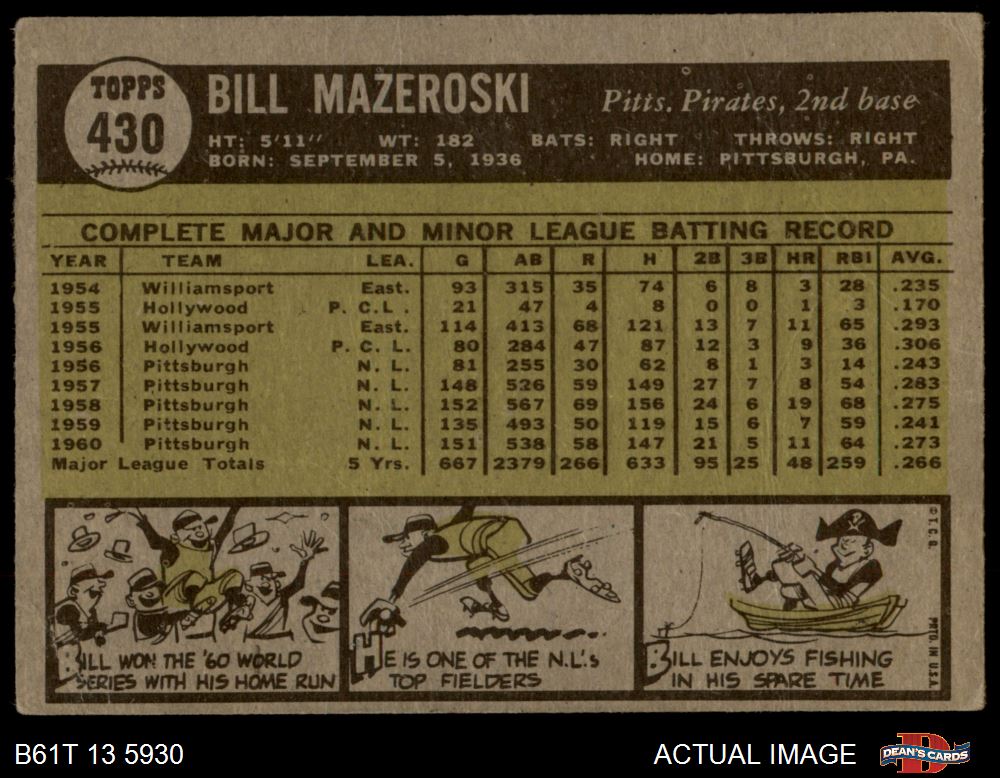 TOPPS
430
BILL MAZEROSKI
Pitts. Pirates, 2nd base
HT: 5'11" WT: 182 BATS: RIGHT THROWS: RIGHT
BORN: SEPTEMBER 5, 1936 HOME: PITTSBURGH, PA.
COMPLETE MAJOR AND MINOR LEAGUE BATTING RECORD
YEAR TEAM LEA. G AB R H 2B 3B HR RBI AVG.
1954 Williamsport East. 93 315 35 74 6 8 3 28 .235
1955 Hollywood P. C.L . 21 47 4 8 0 0 1 3 .170
1955 Williamsport East. 114 413 68 121 13 7 11 65 .293
1956 Hollywood P. C. L. 80 284 47 87 12 3 9 36 .306
1956 Pittsburgh N. L. 81 255 30 62 8 1 3 14 .243
1957 Pittsburgh N. L. 148 526 59 149 27 7 8 54 .283
1958 Pittsburgh N. L. 152 567 69 156 24 6 19 68 .275
1959 Pittsburgh N. L. 135 493 50 119 15 6 7 59 .241
1960 Pittsburgh N. L. 151 538 58 147 21 5 11 64 .273
Major League Totals 5 Yrs. 667 2379 266 633 95 25 48 259 .266
BILL WON THE '60 WORLD
SERIES WITH HIS HOME RUN
HE IS ONE OF THE N.L.'s
TOP FIELDERS
BILL ENJOYS FISHING
IN HIS SPARE TIME
© T. C. G.
PRTD. IN U.S.A.
B61T 13 5930
ACTUAL IMAGE
DEAN'S CARDS